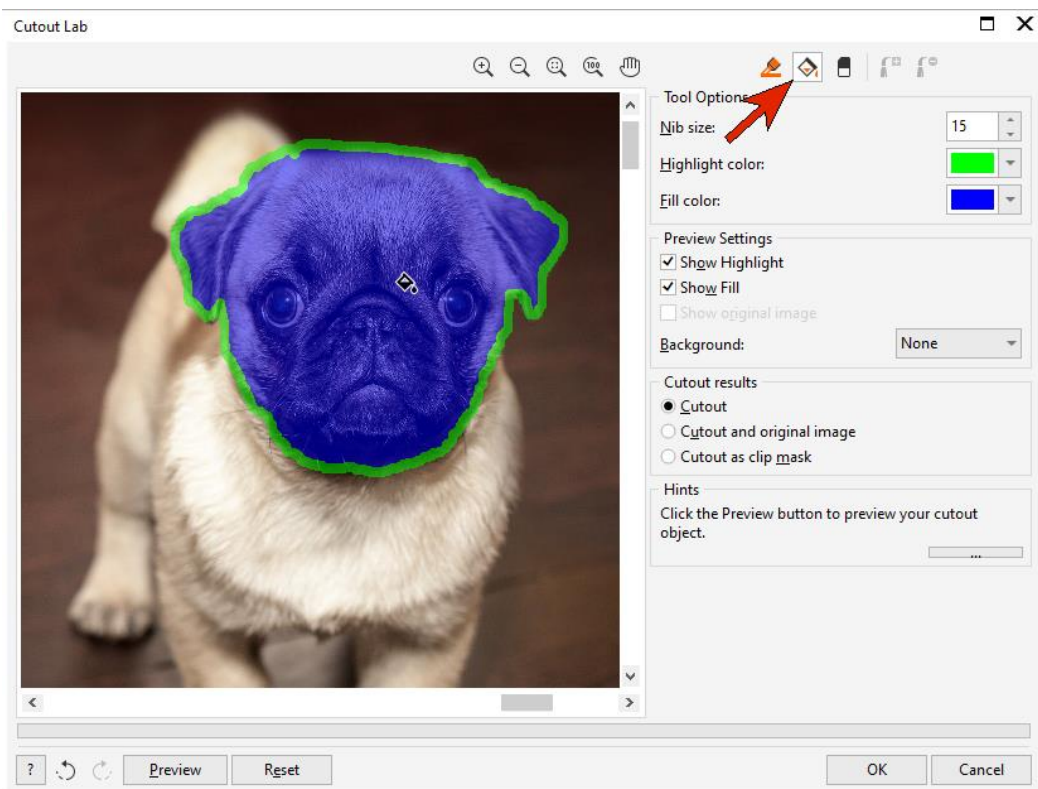 Cutout Lab
100
Tool Options
Nib size: 15
Highlight color:
Fill color:
Preview Settings
Show Highlight
Show Fill
Show original image
Background: None
Cutout results
Cutout
Cutout and original image
Cutout as clip mask
Hints
Click the Preview button to preview your cutout
object.
...
? Preview Reset OK Cancel